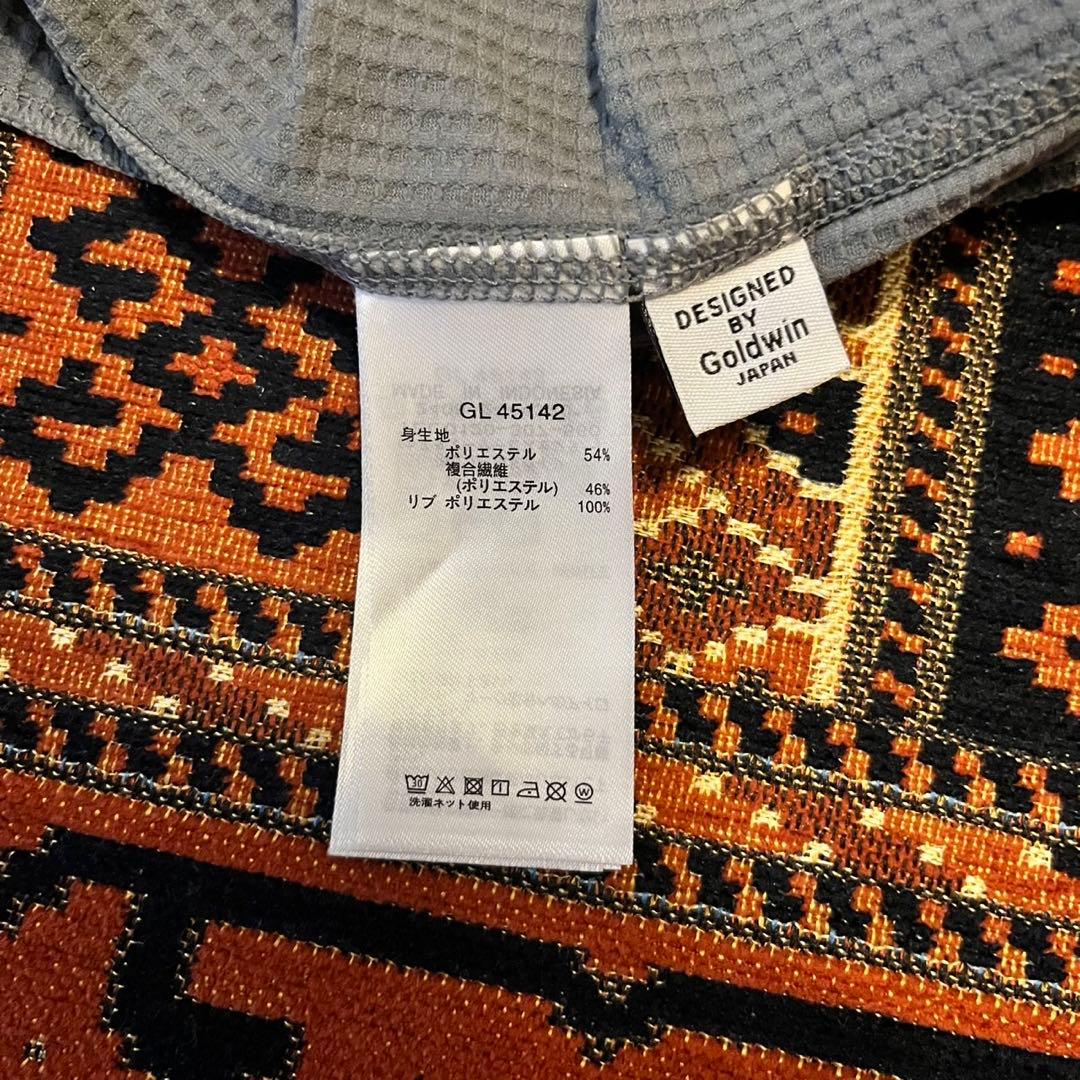 DESIGNED
BY
Goldwin
JAPAN
GL 45142
身生地
ポリエステル 54%
複合繊維
(ポリエステル) 46%
リブ ポリエステル 100%
30
洗濯ネット使用